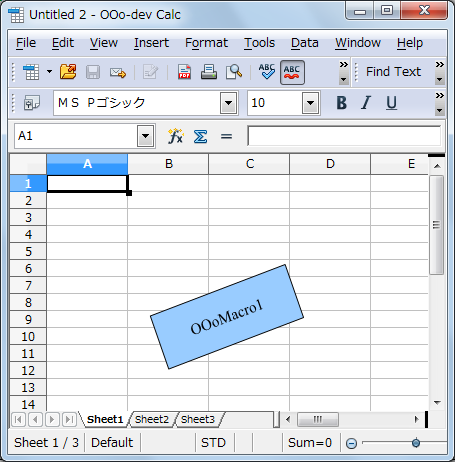 Untitled 2 - OOo-dev Calc
File Edit View Insert Format Tools Data Window Help
ABC ABC Find Text
ＭＳ Ｐゴシック 10 B I U
A1
A B C D E
1
2
3
4
5
6
7
8
9
10
11
12
13
14
OOoMacro1
Sheet1 Sheet2 Sheet3
Sheet 1 / 3 Default STD Sum=0